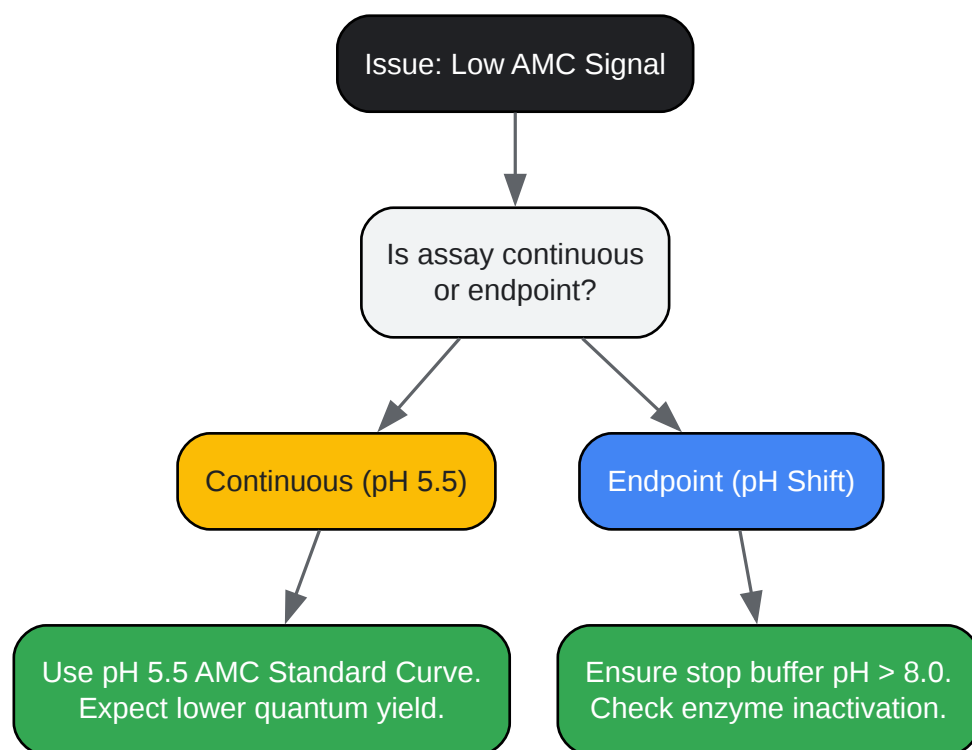 Issue: Low AMC Signal
Is assay continuous
or endpoint?
Continuous (pH 5.5)
Endpoint (pH Shift)
Use pH 5.5 AMC Standard Curve.
Expect lower quantum yield.
Ensure stop buffer pH > 8.0.
Check enzyme inactivation.